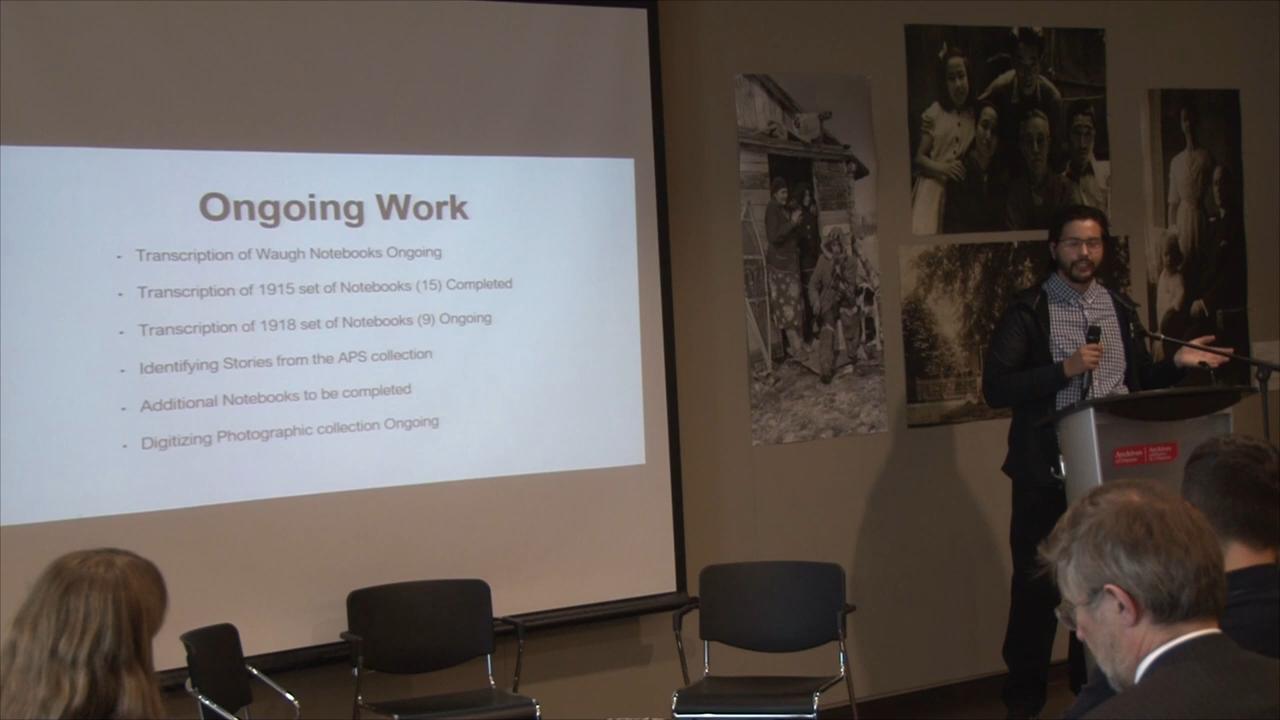 Ongoing Work
- Transcription of Waugh Notebooks Ongoing
- Transcription of 1915 set of Notebooks (15) Completed
- Transcription of 1918 set of Notebooks (9) Ongoing
- Identifying Stories from the APS collection
- Additional Notebooks to be completed
- Digitizing Photographic collection Ongoing
Archives Archives